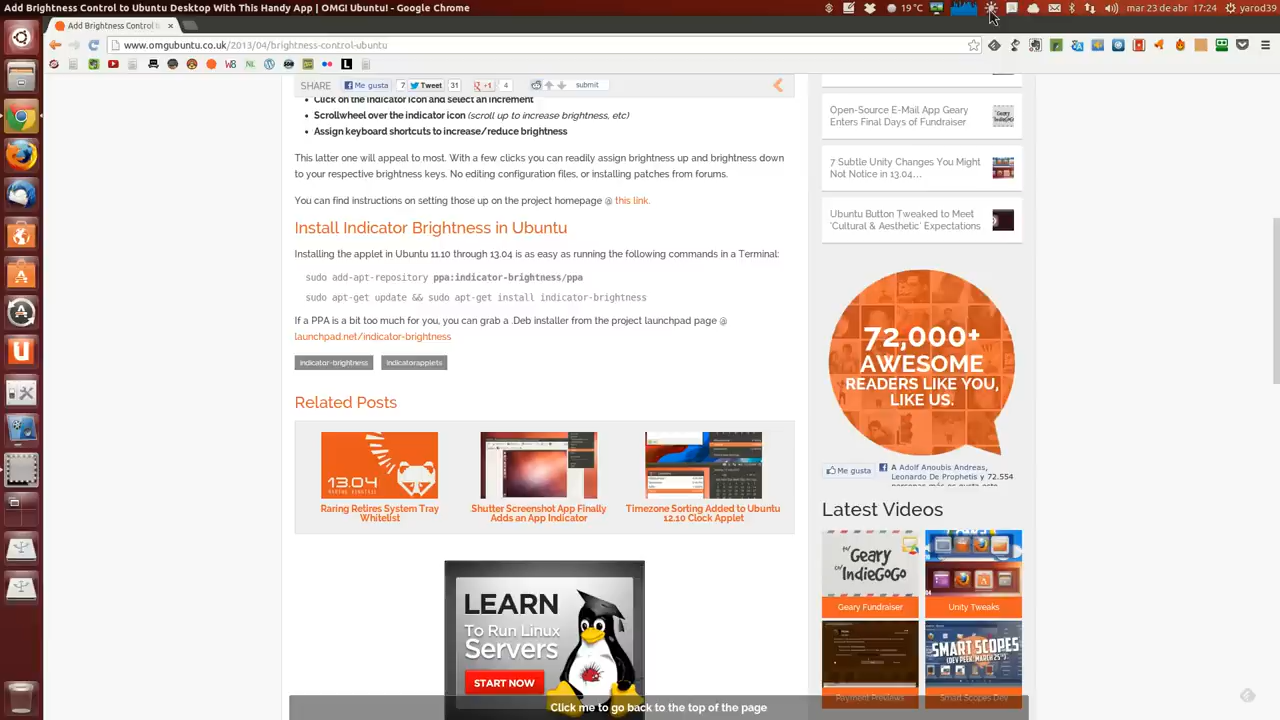 Add Brightness Control to Ubuntu Desktop With This Handy App | OMG! Ubuntu! - Google Chrome
19°C
mar 23 de abr
17:24
yarod39
Add Brightness Control t
www.omgubuntu.co.uk/2013/04/brightness-control-ubuntu
SHARE
Me gusta
7
Tweet
31
+1
4
submit
Click on the indicator icon and select an increment
Scrollwheel over the indicator icon (scroll up to increase brightness, etc)
Assign keyboard shortcuts to increase/reduce brightness
This latter one will appeal to most. With a few clicks you can readily assign brightness up and brightness down
to your respective brightness keys. No editing configuration files, or installing patches from forums.
You can find instructions on setting those up on the project homepage @ this link.
Install Indicator Brightness in Ubuntu
Installing the applet in Ubuntu 11.10 through 13.04 is as easy as running the following commands in a Terminal:
sudo add-apt-repository ppa:indicator-brightness/ppa
sudo apt-get update && sudo apt-get install indicator-brightness
If a PPA is a bit too much for you, you can grab a .Deb installer from the project launchpad page @
launchpad.net/indicator-brightness
indicator-brightness
indicatorapplets
Related Posts
13.04
Raring Retires System Tray
Whitelist
Shutter Screenshot App Finally
Adds an App Indicator
Timezone Sorting Added to Ubuntu
12.10 Clock Applet
LEARN
To Run Linux
Servers
START NOW
Click me to go back to the top of the page
Open-Source E-Mail App Geary
Enters Final Days of Fundraiser
7 Subtle Unity Changes You Might
Not Notice in 13.04…
Ubuntu Button Tweaked to Meet
'Cultural & Aesthetic' Expectations
72,000+
AWESOME
READERS LIKE YOU,
LIKE US.
Me gusta
A Adolf Anoubis Andreas,
Leonardo De Prophetis y 72.554
personas más
Latest Videos
Geary
IndieGoGo
Geary Fundraiser
Unity Tweaks
SMART SCOPES
(DEV PEEK, MARCH 25")
Payment Previews
Smart Scopes Dev